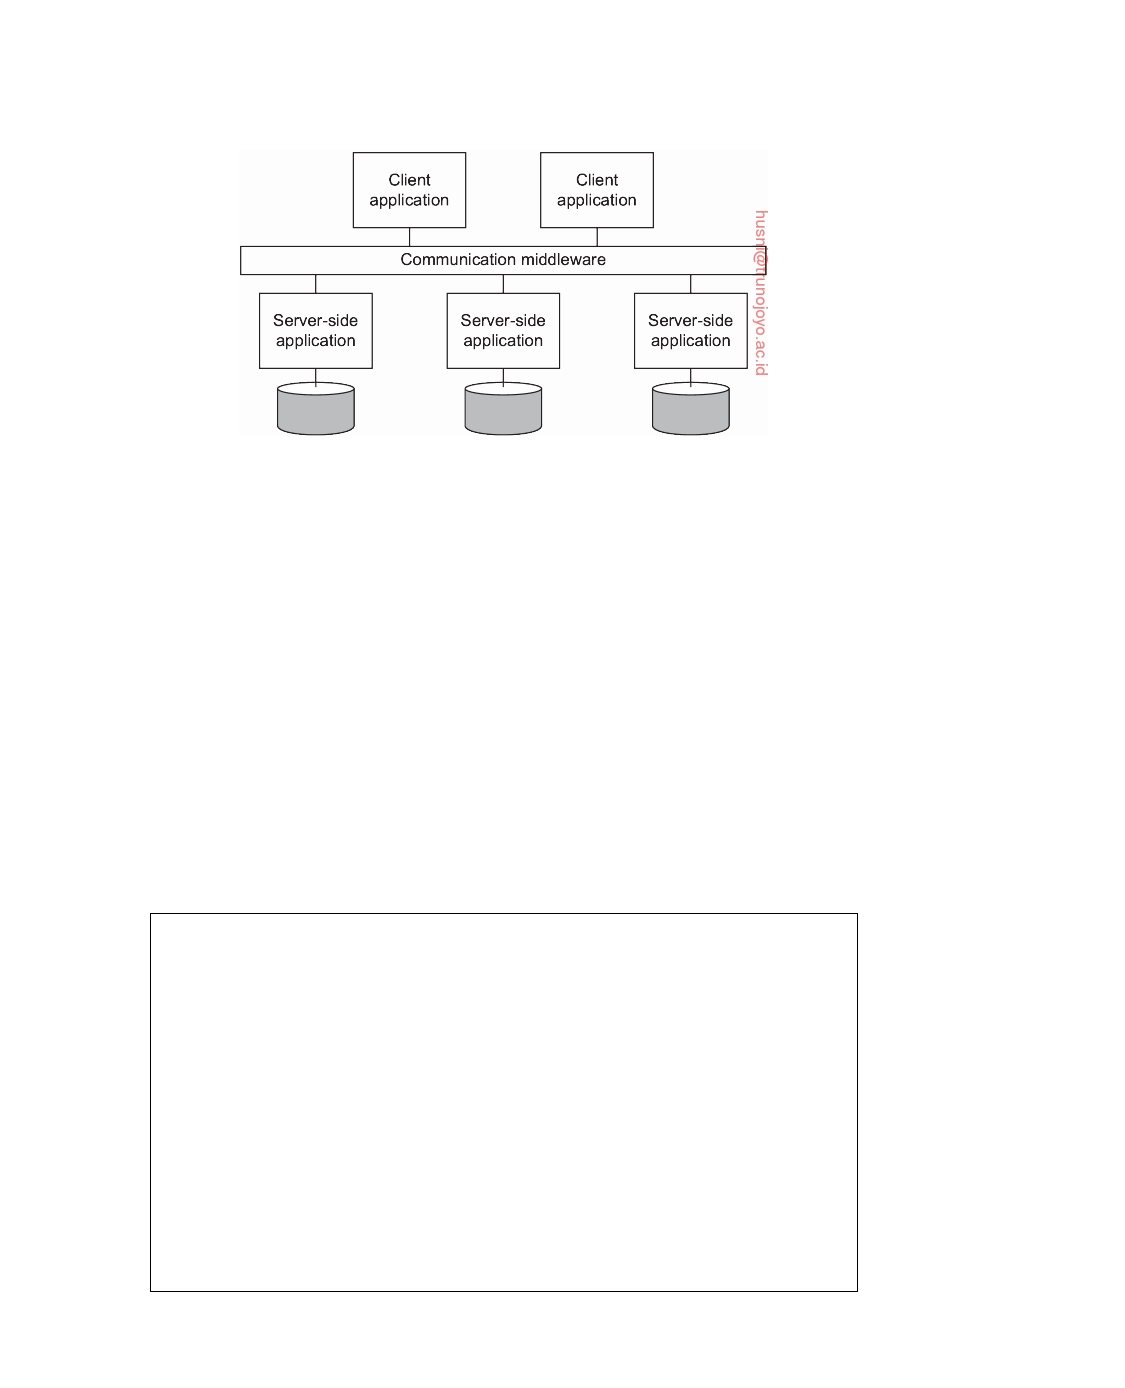 Client
application
Client
application
Communication middleware
Server-side
application
Server-side
application
Server-side
application
husni@trunojoyo.ac.id